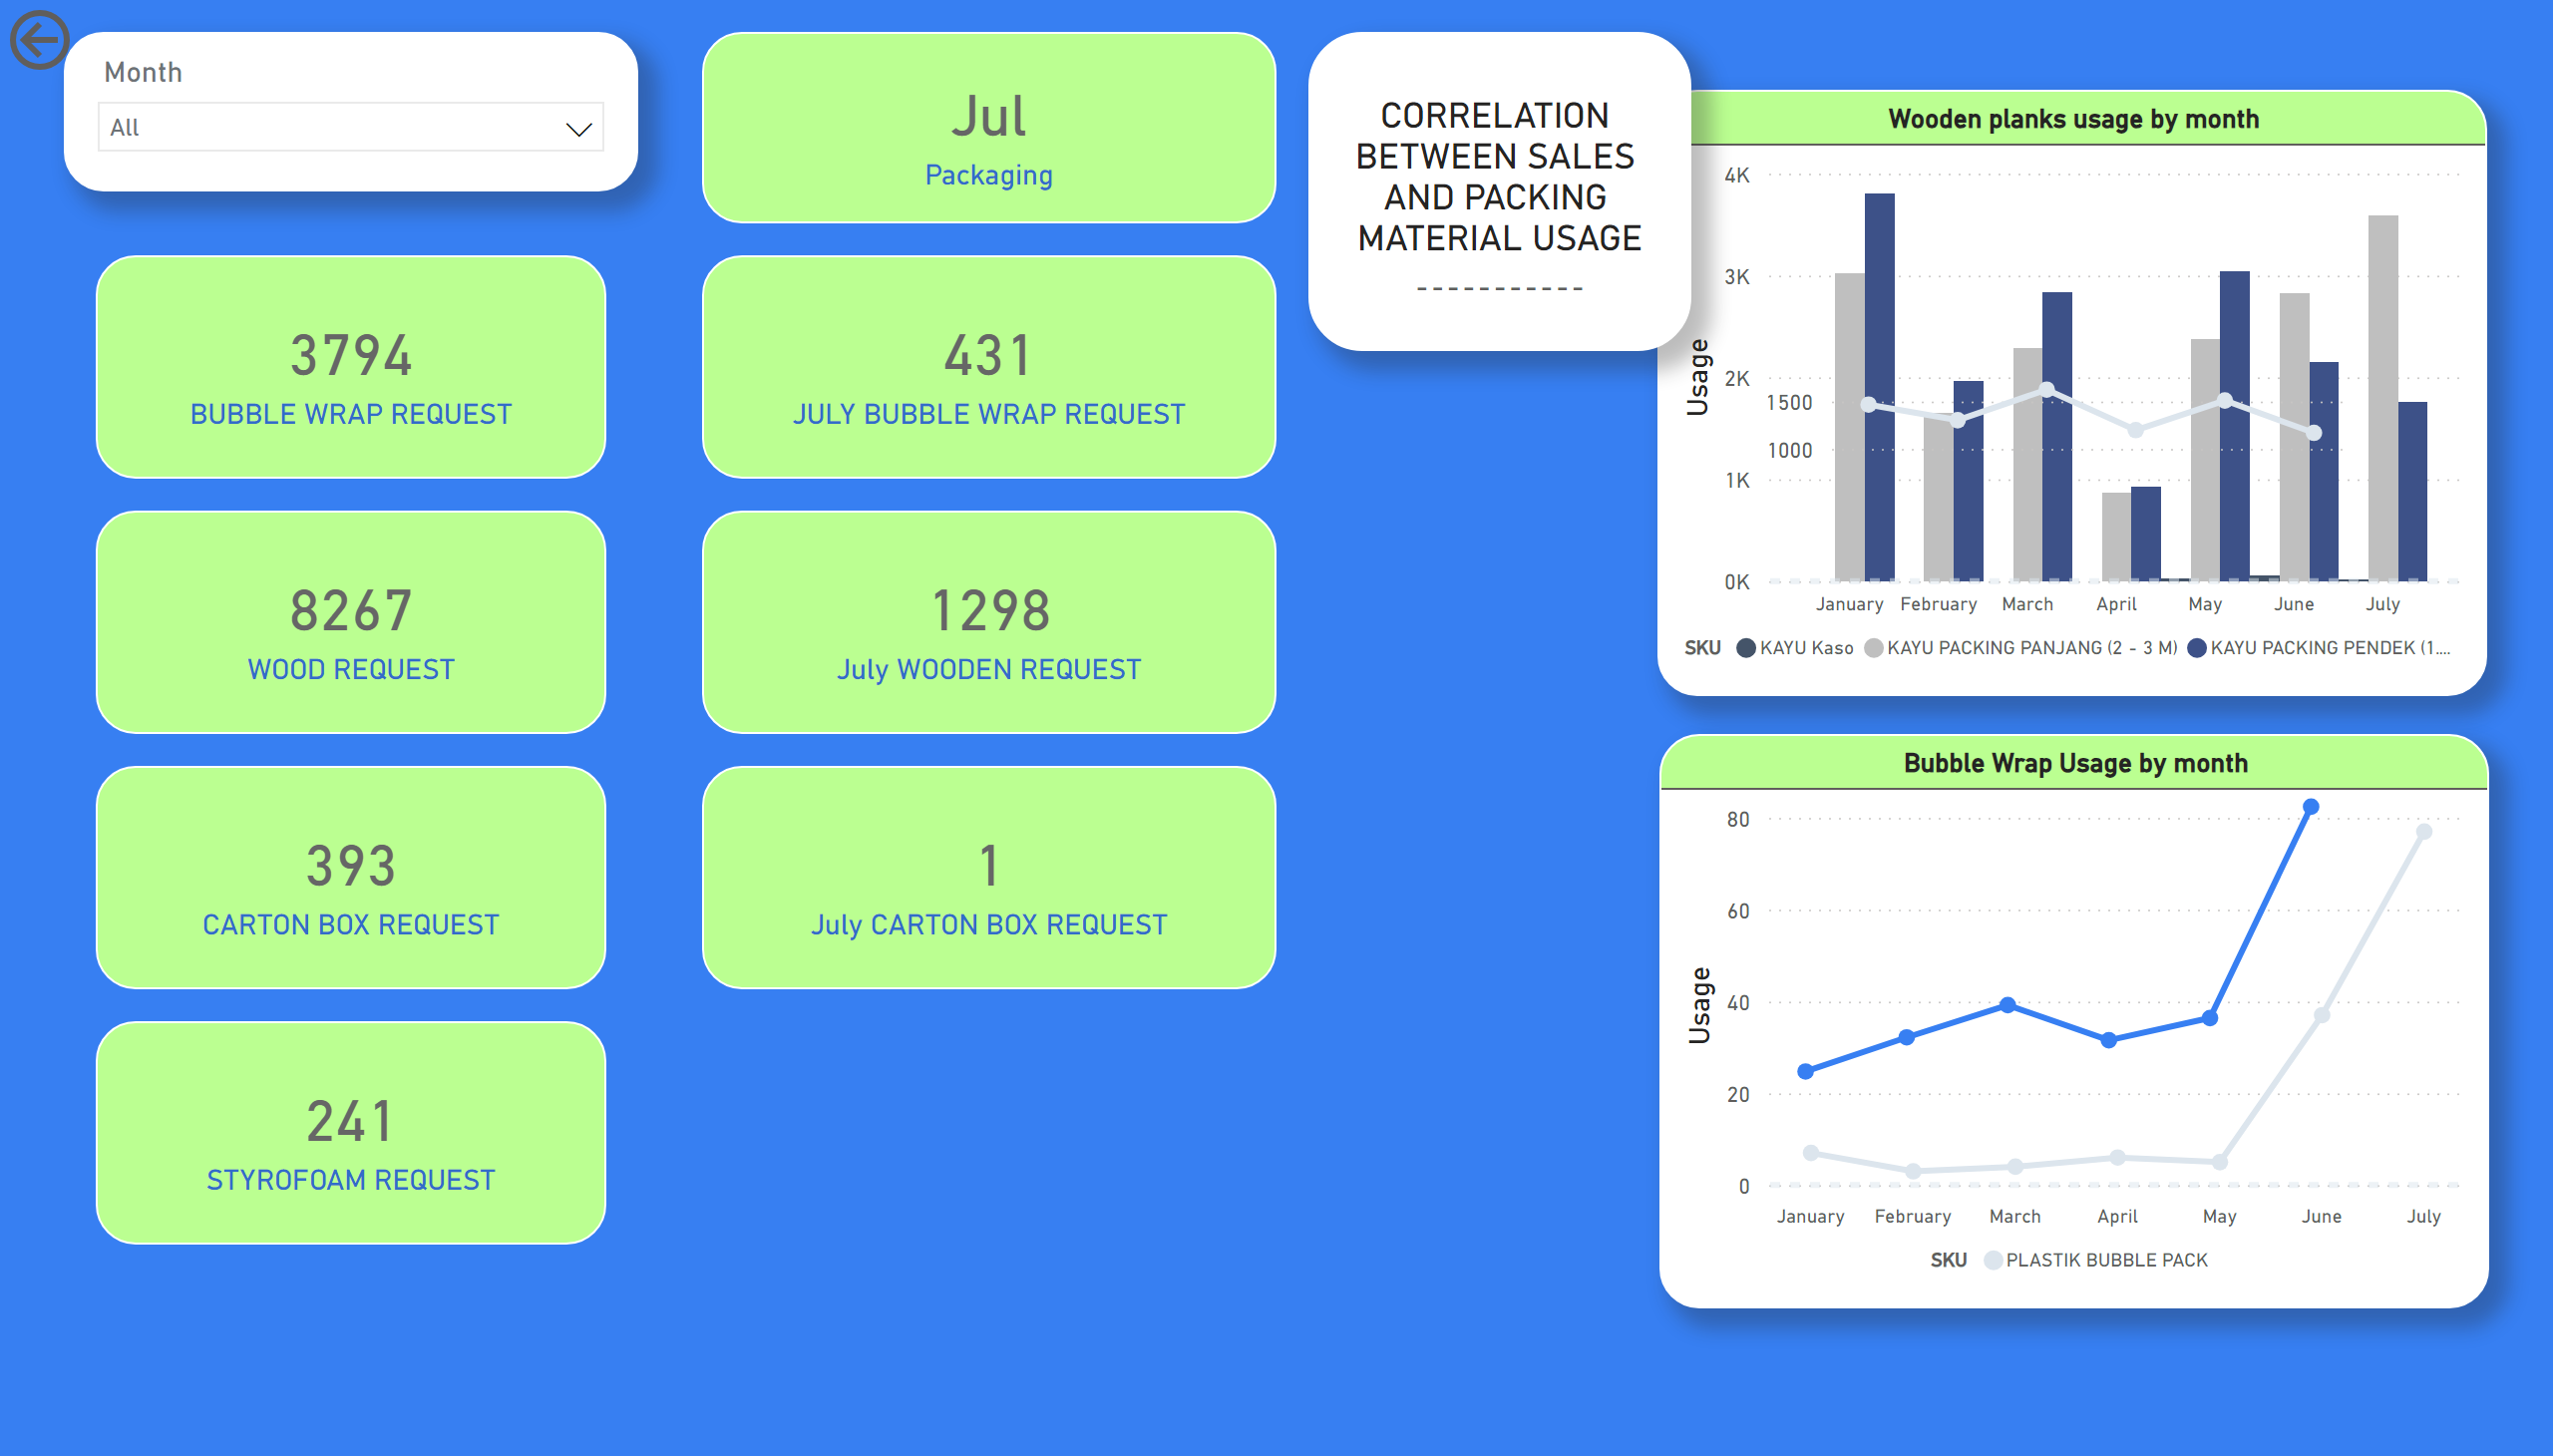 Month
All
Jul
Packaging
3794
BUBBLE WRAP REQUEST
431
JULY BUBBLE WRAP REQUEST
8267
WOOD REQUEST
1298
July WOODEN REQUEST
393
CARTON BOX REQUEST
1
July CARTON BOX REQUEST
241
STYROFOAM REQUEST
CORRELATION
BETWEEN SALES
AND PACKING
MATERIAL USAGE
-----------
Wooden planks usage by month
Usage
4K
3K
2K
1500
1000
1K
0K
January February March April May June July
SKU KAYU Kaso KAYU PACKING PANJANG (2 - 3 M) KAYU PACKING PENDEK (1....
Bubble Wrap Usage by month
Usage
80
60
40
20
0
January February March April May June July
SKU PLASTIK BUBBLE PACK